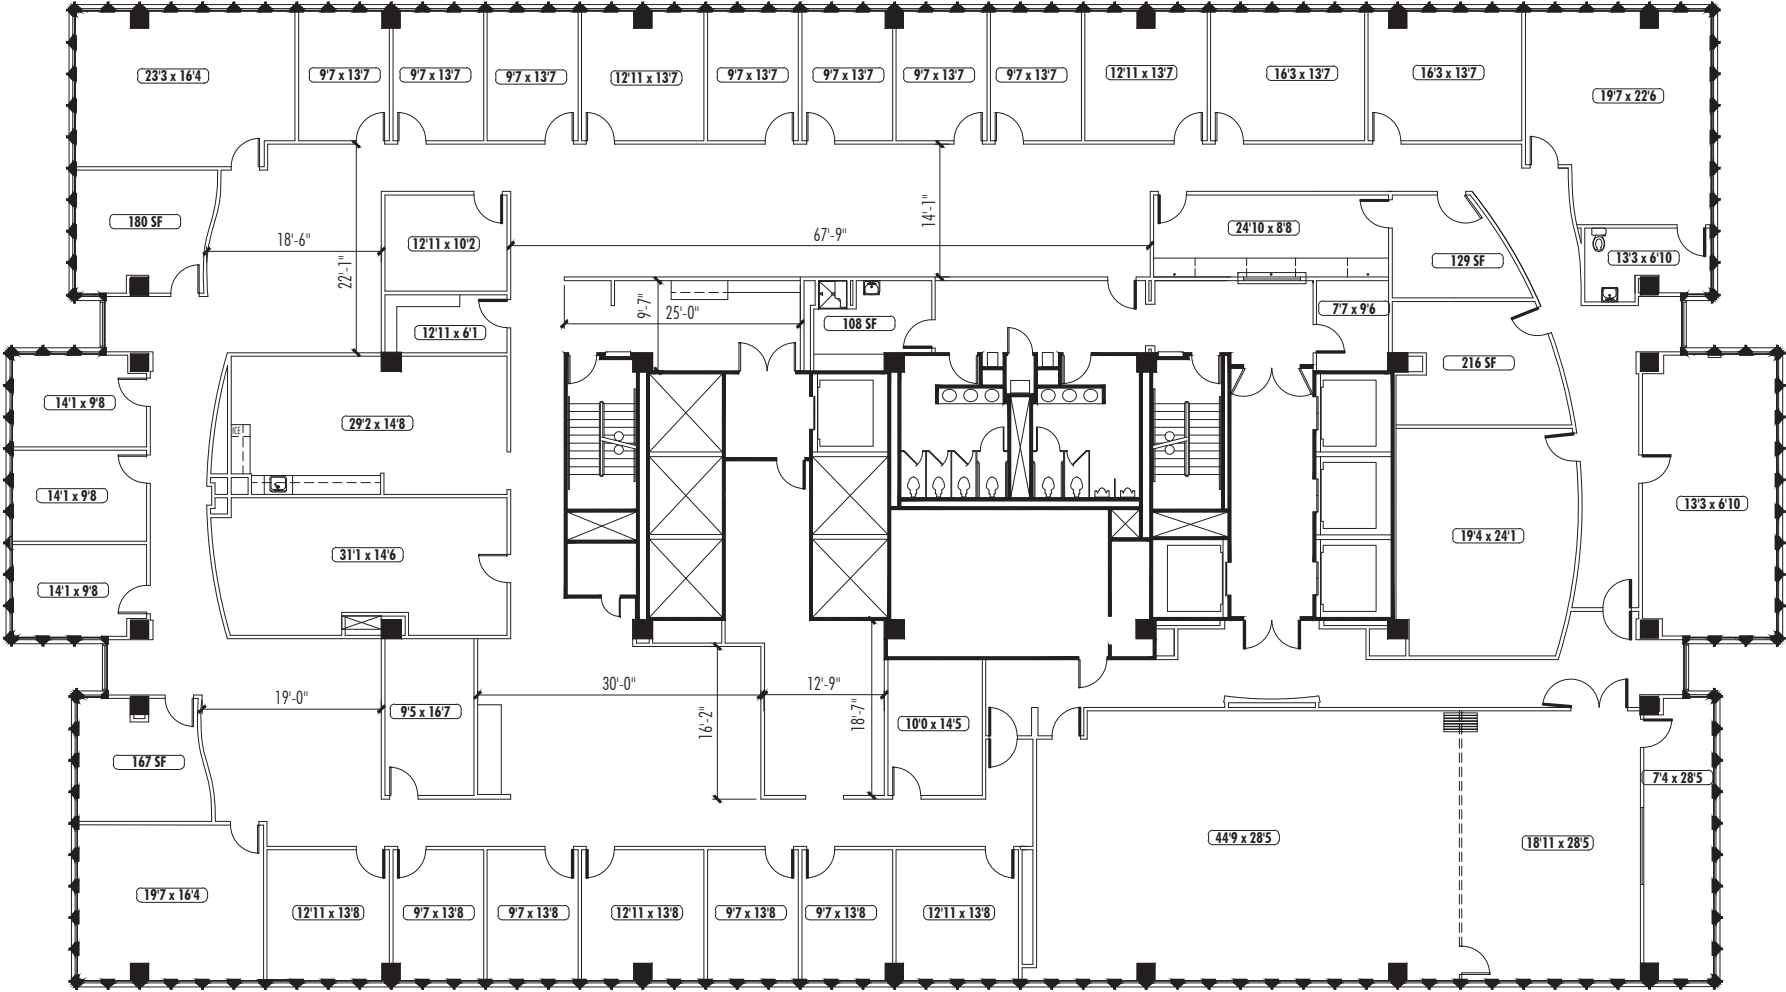 23'3 x 16'4
9'7 x 13'7
9'7 x 13'7
9'7 x 13'7
12'11 x 13'7
9'7 x 13'7
9'7 x 13'7
9'7 x 13'7
9'7 x 13'7
12'11 x 13'7
16'3 x 13'7
16'3 x 13'7
19'7 x 22'6
180 SF
18'-6"
22'-1"
12'11 x 10'2
67'-9"
14'-1"
24'10 x 8'8
129 SF
13'3 x 6'10
12'11 x 6'1
9'-7"
25'-0"
108 SF
7'7 x 9'6
216 SF
14'1 x 9'8
29'2 x 14'8
ICE
14'1 x 9'8
13'3 x 6'10
31'1 x 14'6
19'4 x 24'1
14'1 x 9'8
19'-0"
9'5 x 16'7
30'-0"
16'-2"
12'-9"
18'-7"
10'0 x 14'5
167 SF
7'4 x 28'5
44'9 x 28'5
18'11 x 28'5
19'7 x 16'4
12'11 x 13'8
9'7 x 13'8
9'7 x 13'8
12'11 x 13'8
9'7 x 13'8
9'7 x 13'8
12'11 x 13'8